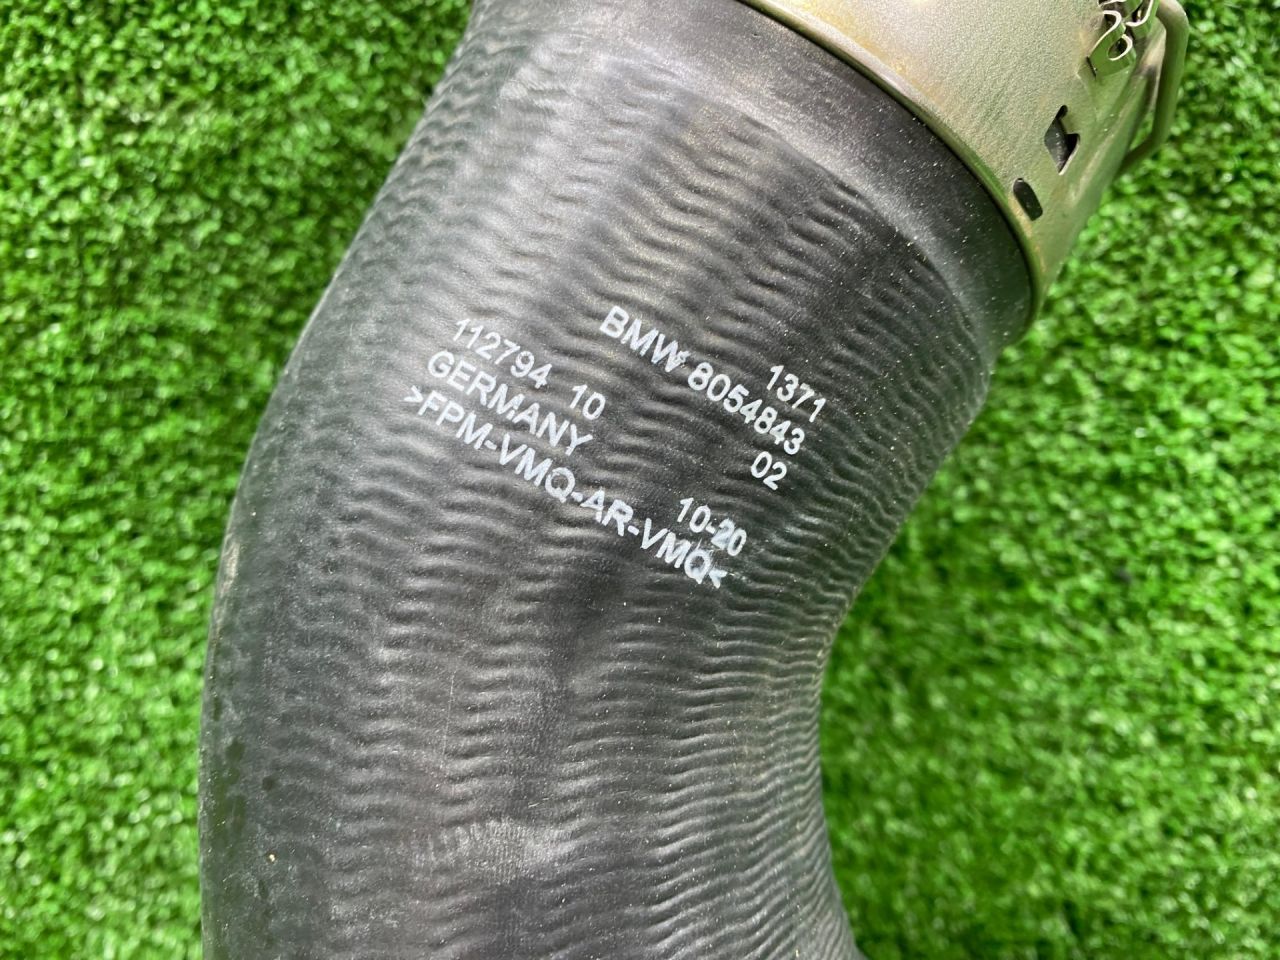 1371
BMW 8054843
02
112794 10
GERMANY
10-20
>FPM-VMQ-AR-VMQ<